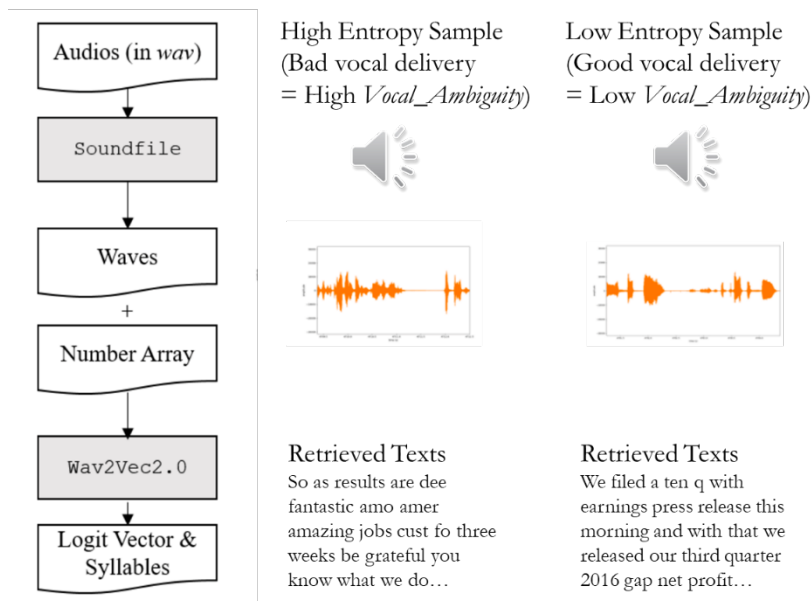 Audios (in wav)
Soundfile
Waves
+
Number Array
Wav2Vec2.0
Logit Vector &
Syllables
High Entropy Sample
(Bad vocal delivery
= High Vocal_Ambiguity)
Retrieved Texts
So as results are dee
fantastic amo amer
amazing jobs cust fo three
weeks be grateful you
know what we do…
Low Entropy Sample
(Good vocal delivery
= Low Vocal_Ambiguity)
Retrieved Texts
We filed a ten q with
earnings press release this
morning and with that we
released our third quarter
2016 gap net profit…